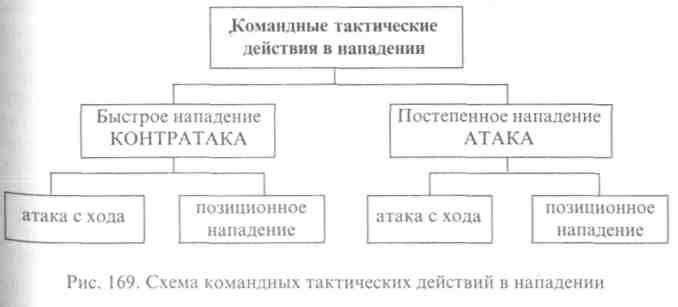 Командные тактические
действия в нападении
Быстрое нападение
КОНТРАТАКА
Постепенное нападение
АТАКА
атака с хода
позиционное
нападение
атака с хода
позиционное
нападение
Рис. 169. Схема командных тактических действий в нападении